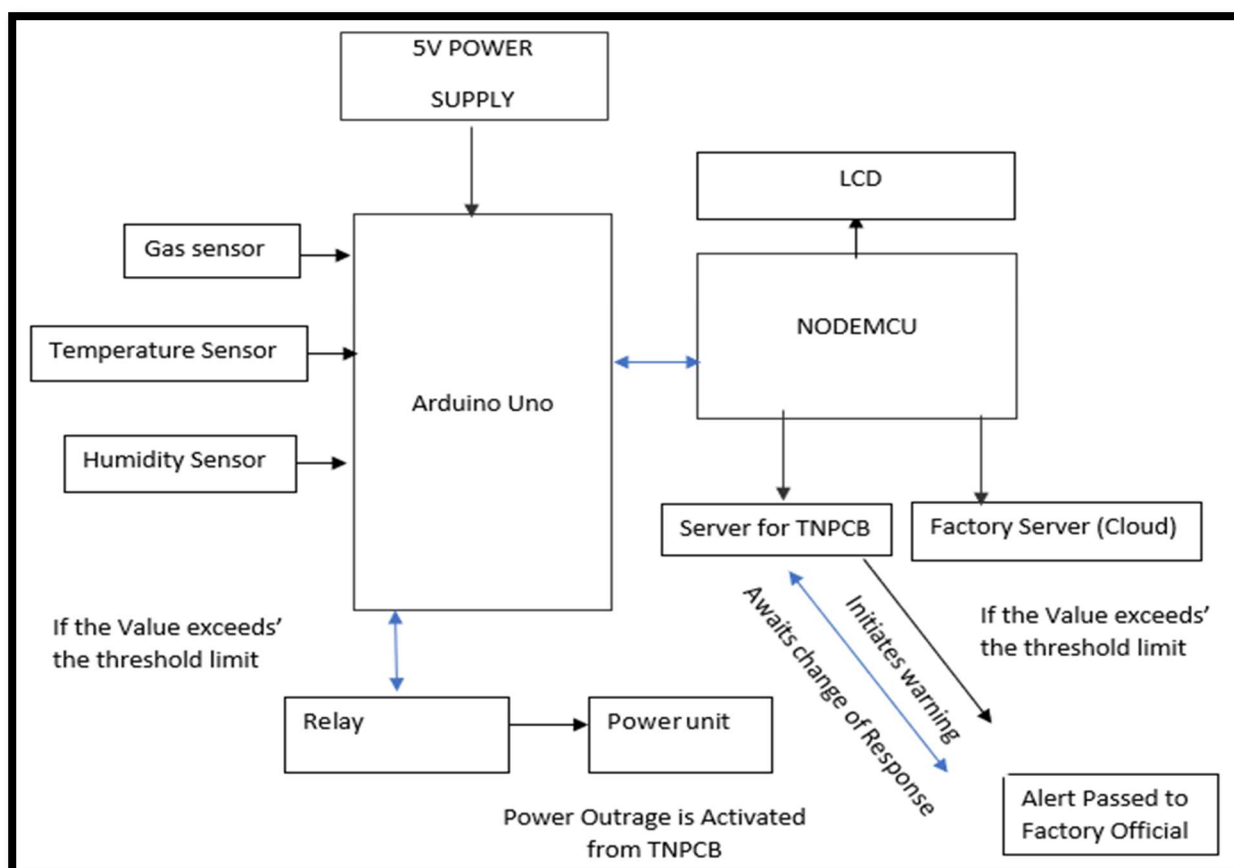 5V POWER
SUPPLY
LCD
Gas sensor
NODEMCU
Temperature Sensor
Arduino Uno
Humidity Sensor
Server for TNPCB
Factory Server (Cloud)
If the Value exceeds’
the threshold limit
Initiates warning
Awaits change of Response
If the Value exceeds’
the threshold limit
Relay
Power unit
Alert Passed to
Factory Official
Power Outrage is Activated
from TNPCB